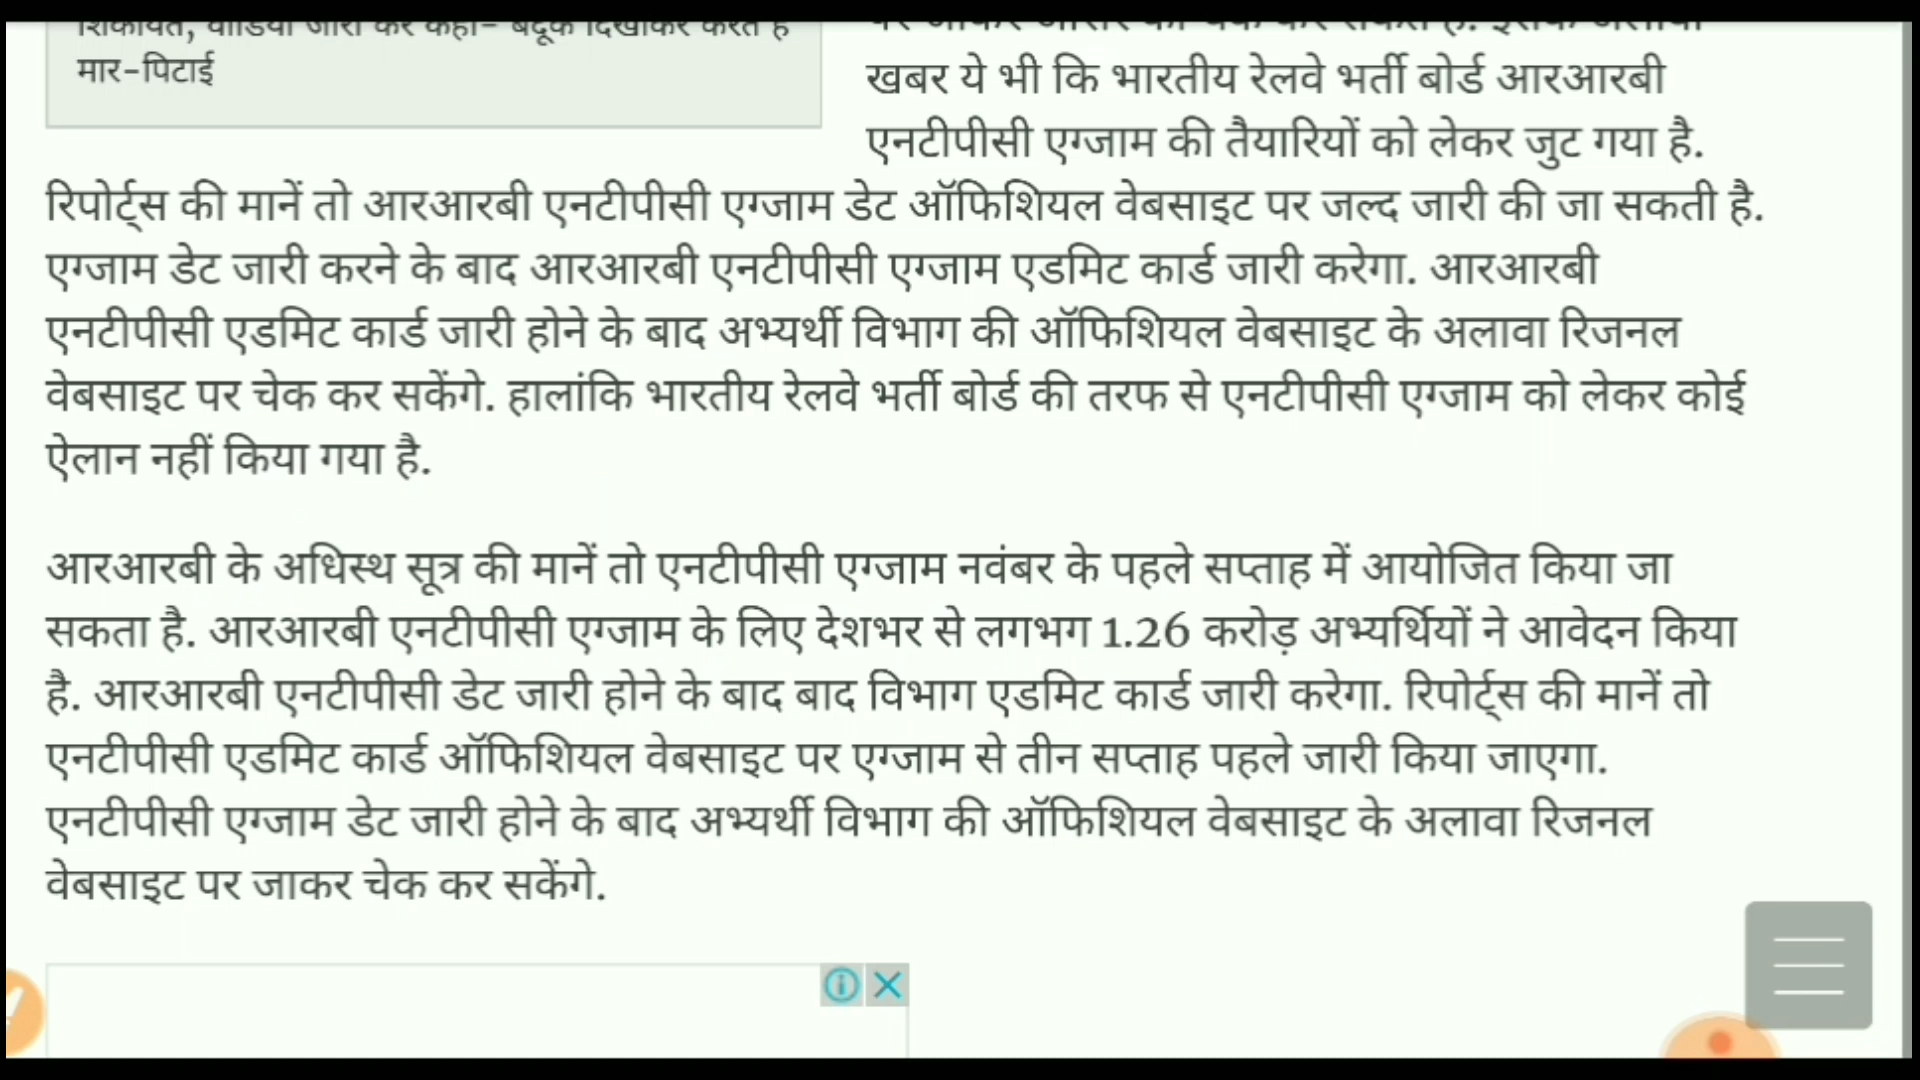 शिकायत, वीडियो जारी कर कहा- बंदूक दिखाकर करते हैं
मार-पिटाई
खबर ये भी कि भारतीय रेलवे भर्ती बोर्ड आरआरबी
एनटीपीसी एग्जाम की तैयारियों को लेकर जुट गया है.
रिपोर्ट्स की मानें तो आरआरबी एनटीपीसी एग्जाम डेट ऑफिशियल वेबसाइट पर जल्द जारी की जा सकती है.
एग्जाम डेट जारी करने के बाद आरआरबी एनटीपीसी एग्जाम एडमिट कार्ड जारी करेगा. आरआरबी
एनटीपीसी एडमिट कार्ड जारी होने के बाद अभ्यर्थी विभाग की ऑफिशियल वेबसाइट के अलावा रिजनल
वेबसाइट पर चेक कर सकेंगे. हालांकि भारतीय रेलवे भर्ती बोर्ड की तरफ से एनटीपीसी एग्जाम को लेकर कोई
ऐलान नहीं किया गया है.
आरआरबी के अधिस्थ सूत्र की मानें तो एनटीपीसी एग्जाम नवंबर के पहले सप्ताह में आयोजित किया जा
सकता है. आरआरबी एनटीपीसी एग्जाम के लिए देशभर से लगभग 1.26 करोड़ अभ्यर्थियों ने आवेदन किया
है. आरआरबी एनटीपीसी डेट जारी होने के बाद बाद विभाग एडमिट कार्ड जारी करेगा. रिपोर्ट्स की मानें तो
एनटीपीसी एडमिट कार्ड ऑफिशियल वेबसाइट पर एग्जाम से तीन सप्ताह पहले जारी किया जाएगा.
एनटीपीसी एग्जाम डेट जारी होने के बाद अभ्यर्थी विभाग की ऑफिशियल वेबसाइट के अलावा रिजनल
वेबसाइट पर जाकर चेक कर सकेंगे.